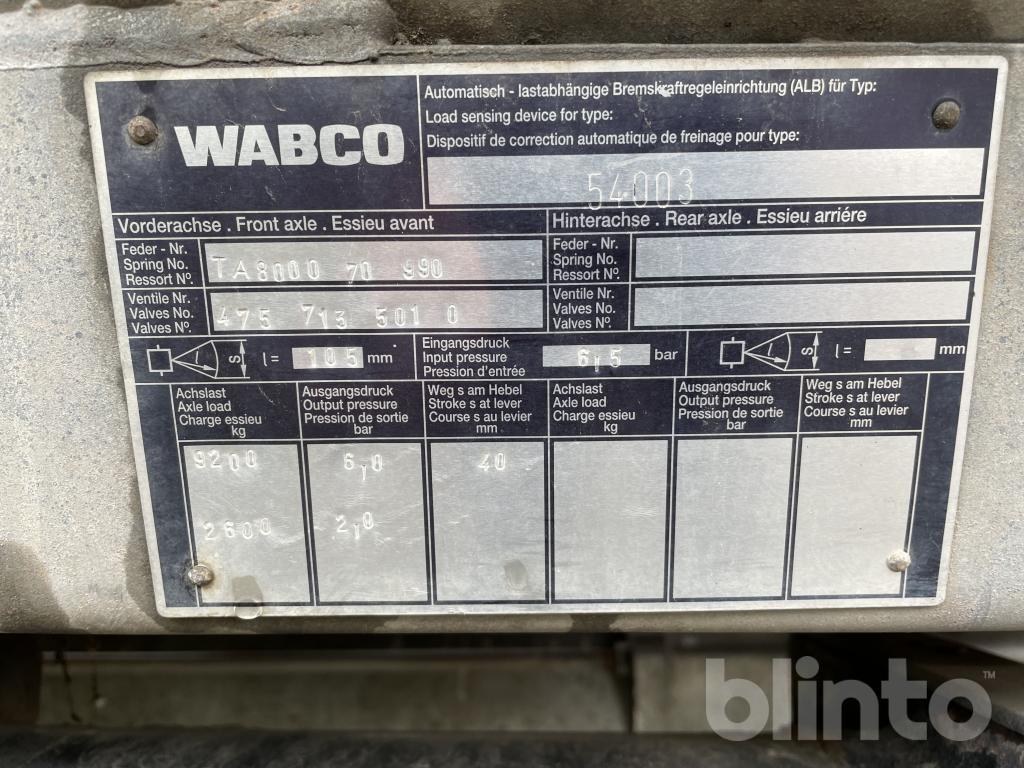 WABCO
Automatisch - lastabhängige Bremskraftregeleinrichtung (ALB) für Typ:
Load sensing device for type:
Dispositif de correction automatique de freinage pour type:
54003
Vorderachse . Front axle . Essieu avant
Hinterachse . Rear axle . Essieu arriére
Feder - Nr.
Spring No.
Ressort Nº.
TA8000 70 990
Feder - Nr.
Spring No.
Ressort Nº.
Ventile Nr.
Valves No.
Valves Nº.
475 713 501 0
Ventile Nr.
Valves No.
Valves Nº.
l S l = 105 mm
Eingangsdruck
Input pressure
Pression d'entrée
6,5 bar
l S l = mm
Achslast
Axle load
Charge essieu
kg
Ausgangsdruck
Output pressure
Pression de sortie
bar
Weg s am Hebel
Stroke s at lever
Course s au levier
mm
Achslast
Axle load
Charge essieu
kg
Ausgangsdruck
Output pressure
Pression de sortie
bar
Weg s am Hebel
Stroke s at lever
Course s au levier
mm
9200 6,0 40
2600 2,0
blinto™